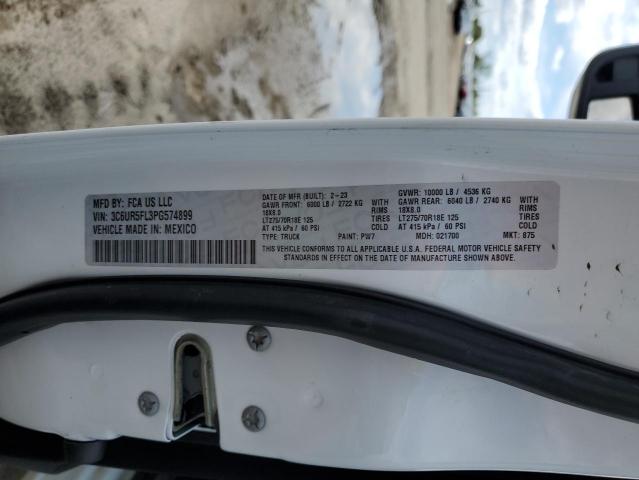 MFD BY: FCA US LLC
VIN: 3C6UR5FL3PG574899
VEHICLE MADE IN: MEXICO
DATE OF MFR (BUILT): 2-23
GAWR FRONT: 6000 LB / 2722 KG WITH
18X8.0 RIMS
LT275/70R18E 125 TIRES
AT 415 kPa / 60 PSI COLD
TYPE: TRUCK
GVWR: 10000 LB / 4536 KG
GAWR REAR: 6040 LB / 2740 KG WITH
18X8.0 RIMS
LT275/70R18E 125 TIRES
AT 415 kPa / 60 PSI COLD
PAINT: PW7 MDH: 021700 MKT: 875
THIS VEHICLE CONFORMS TO ALL APPLICABLE U.S.A. FEDERAL MOTOR VEHICLE SAFETY
STANDARDS IN EFFECT ON THE DATE OF MANUFACTURE SHOWN ABOVE.